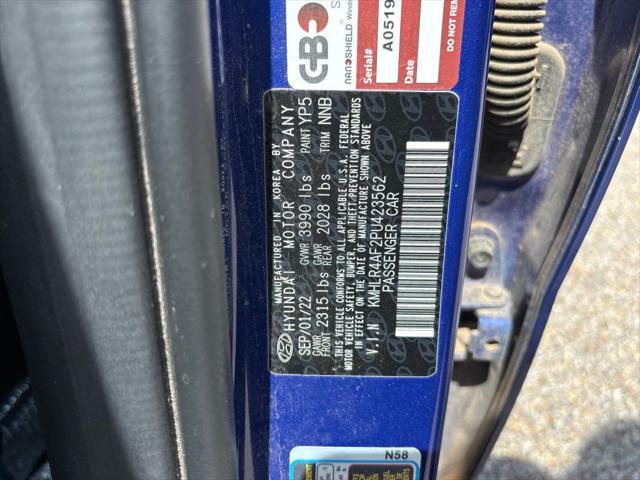 GBO
NANOSHIELD Wind
Serial# A0519
Date
DO NOT REM
MANUFACTURED IN KOREA BY
HYUNDAI MOTOR COMPANY
SEP/01/22 GVWR 3990 lbs PAINT YP5
GAWR FRONT 2315 lbs GAWR REAR 2028 lbs TRIM NNB
THIS VEHICLE CONFORMS TO ALL APPLICABLE U.S.A. FEDERAL
MOTOR VEHICLE SAFETY, BUMPER, AND THEFT PREVENTION STANDARDS
IN EFFECT ON THE DATE OF MANUFACTURE SHOWN ABOVE
V.I.N KMHLR4AF2PU423562
PASSENGER CAR
N58